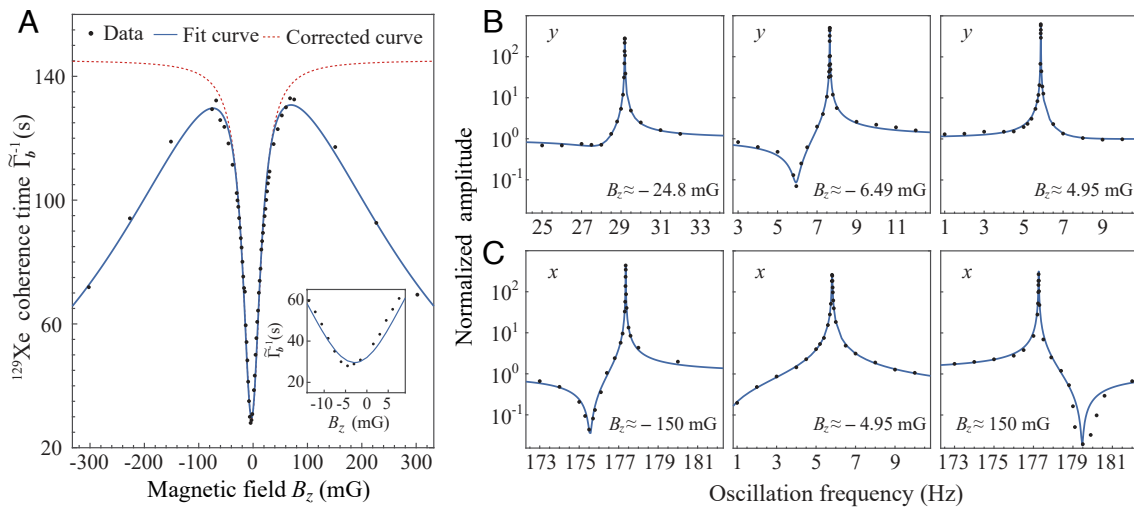 A
• Data — Fit curve ---- Corrected curve
¹²⁹Xe coherence time Γ̃_b⁻¹(s)
140
100
60
20
-300 -200 -100 0 100 200 300
Magnetic field B_z (mG)
Γ̃_b⁻¹(s)
60
40
20
-10 -5 0 5
B_z (mG)
Normalized amplitude
B
10²
10¹
10⁰
10⁻¹
y
B_z ≈ − 24.8 mG
25 27 29 31 33
y
B_z ≈ − 6.49 mG
3 5 7 9 11
y
B_z ≈ 4.95 mG
1 3 5 7 9
C
10²
10¹
10⁰
10⁻¹
x
B_z ≈ − 150 mG
173 175 177 179 181
x
B_z ≈ − 4.95 mG
1 3 5 7 9
x
B_z ≈ 150 mG
173 175 177 179 181
Oscillation frequency (Hz)